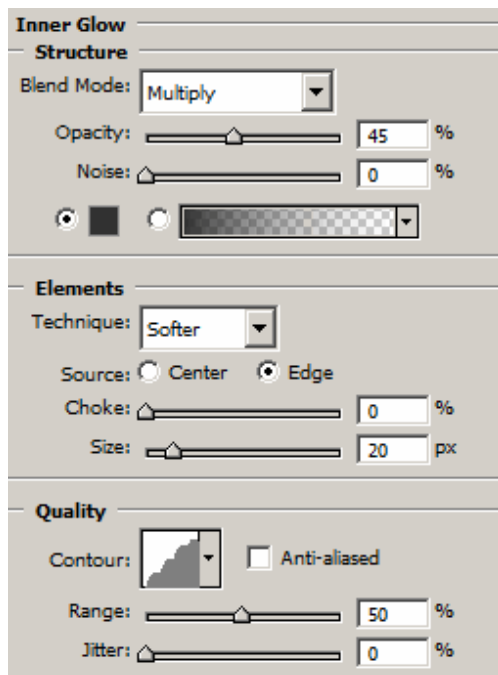 Inner Glow
Structure
Blend Mode: Multiply
Opacity: 45 %
Noise: 0 %
Elements
Technique: Softer
Source: Center Edge
Choke: 0 %
Size: 20 px
Quality
Contour: Anti-aliased
Range: 50 %
Jitter: 0 %